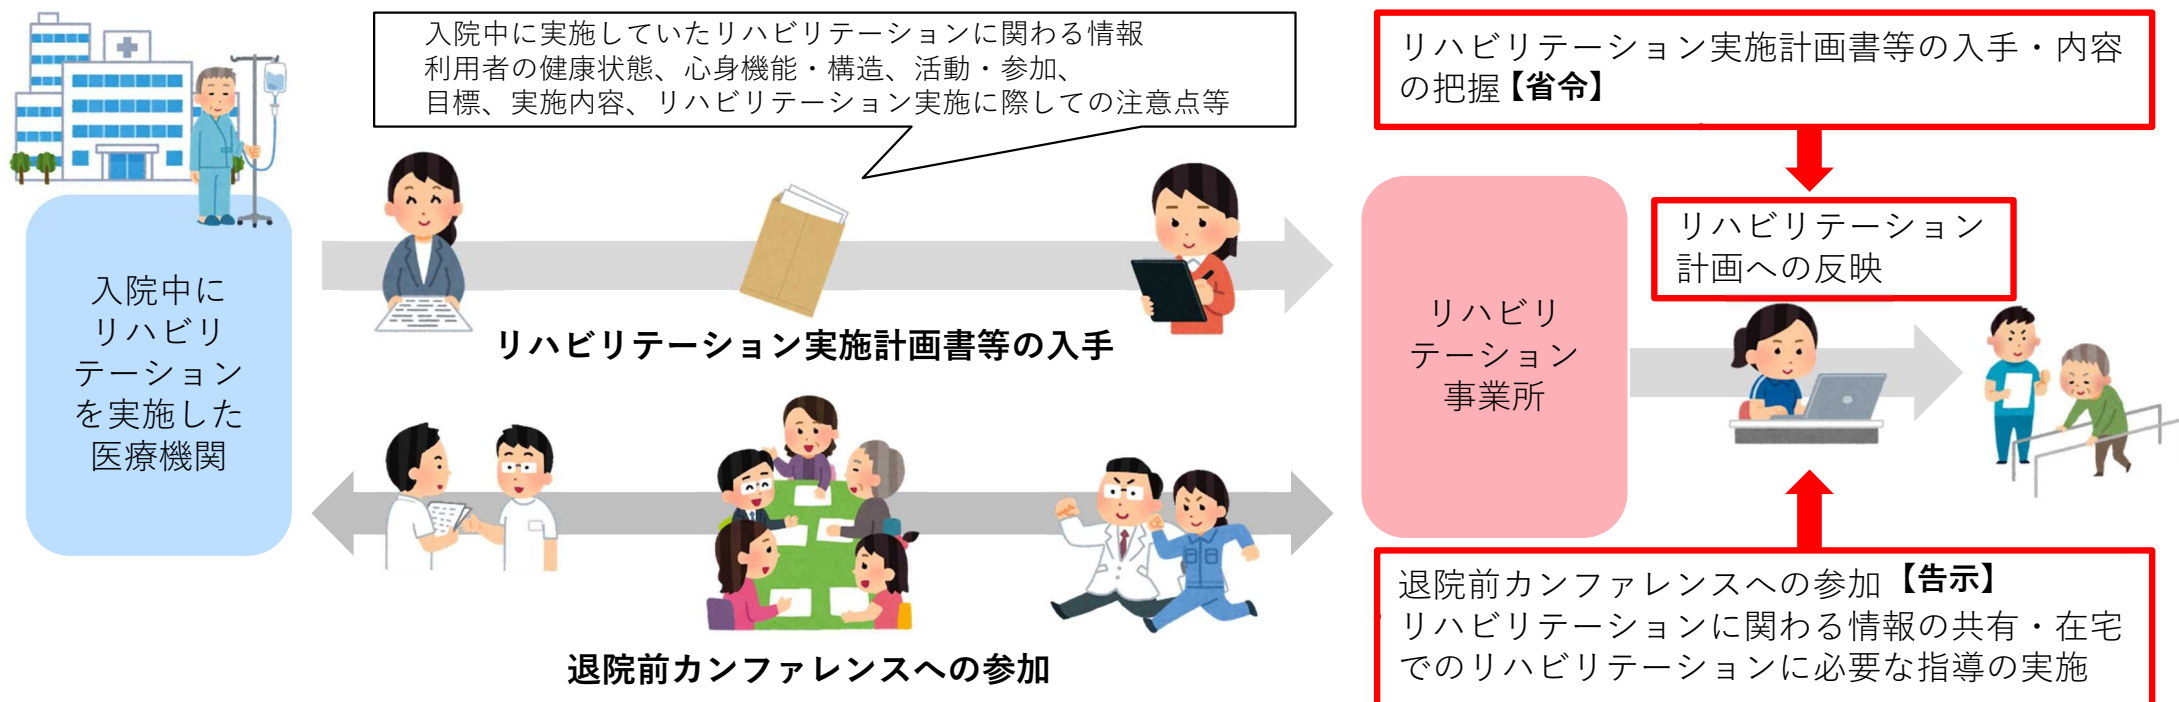 入院中に実施していたリハビリテーションに関わる情報
利用者の健康状態、心身機能・構造、活動・参加、
目標、実施内容、リハビリテーション実施に際しての注意点等
リハビリテーション実施計画書等の入手・内容
の把握【省令】
入院中に
リハビリ
テーション
を実施した
医療機関
リハビリテーション実施計画書等の入手
リハビリ
テーション
事業所
リハビリテーション
計画への反映
退院前カンファレンスへの参加
退院前カンファレンスへの参加【告示】
リハビリテーションに関わる情報の共有・在宅
でのリハビリテーションに必要な指導の実施